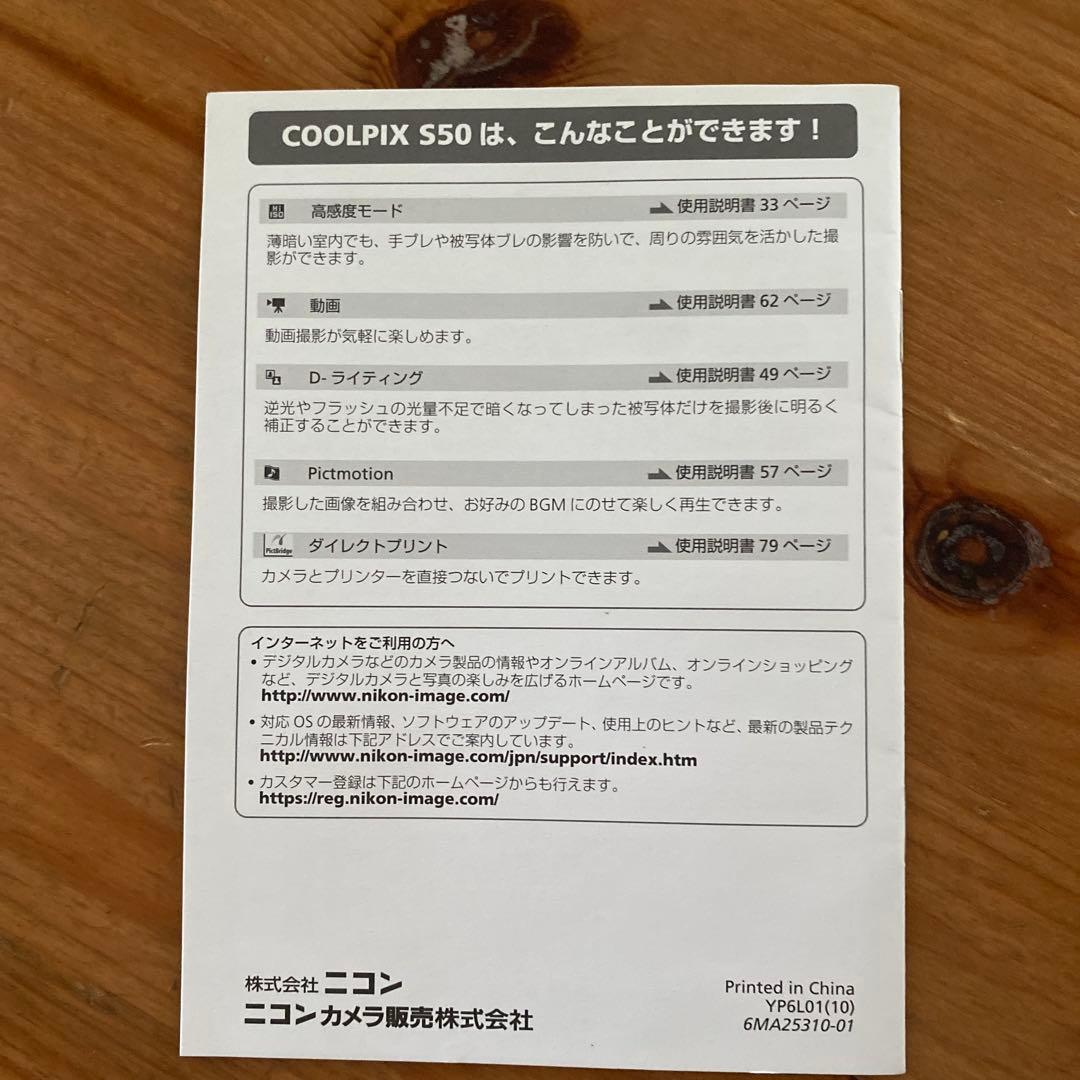 COOLPIX S50 は、こんなことができます！
HI ISO 高感度モード 使用説明書 33 ページ
薄暗い室内でも、手ブレや被写体ブレの影響を防いで、周りの雰囲気を活かした撮
影ができます。
動画 使用説明書 62 ページ
動画撮影が気軽に楽しめます。
D- ライティング 使用説明書 49 ページ
逆光やフラッシュの光量不足で暗くなってしまった被写体だけを撮影後に明るく
補正することができます。
Pictmotion 使用説明書 57 ページ
撮影した画像を組み合わせ、お好みの BGM にのせて楽しく再生できます。
PictBridge ダイレクトプリント 使用説明書 79 ページ
カメラとプリンターを直接つないでプリントできます。
インターネットをご利用の方へ
• デジタルカメラなどのカメラ製品の情報やオンラインアルバム、オンラインショッピング
など、デジタルカメラと写真の楽しみを広げるホームページです。
http://www.nikon-image.com/
• 対応 OS の最新情報、ソフトウェアのアップデート、使用上のヒントなど、最新の製品テク
ニカル情報は下記アドレスでご案内しています。
http://www.nikon-image.com/jpn/support/index.htm
• カスタマー登録は下記のホームページからも行えます。
https://reg.nikon-image.com/
株式会社 ニコン
ニコン カメラ販売株式会社
Printed in China
YP6L01(10)
6MA25310-01